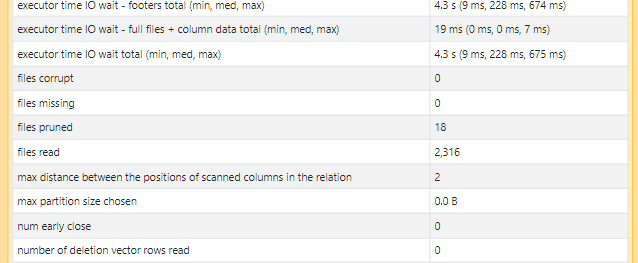 executor time IO wait - footers total (min, med, max) 4.3 s (9 ms, 228 ms, 674 ms)
executor time IO wait - full files + column data total (min, med, max) 19 ms (0 ms, 0 ms, 7 ms)
executor time IO wait total (min, med, max) 4.3 s (9 ms, 228 ms, 675 ms)
files corrupt 0
files missing 0
files pruned 18
files read 2,316
max distance between the positions of scanned columns in the relation 2
max partition size chosen 0.0 B
num early close 0
number of deletion vector rows read 0